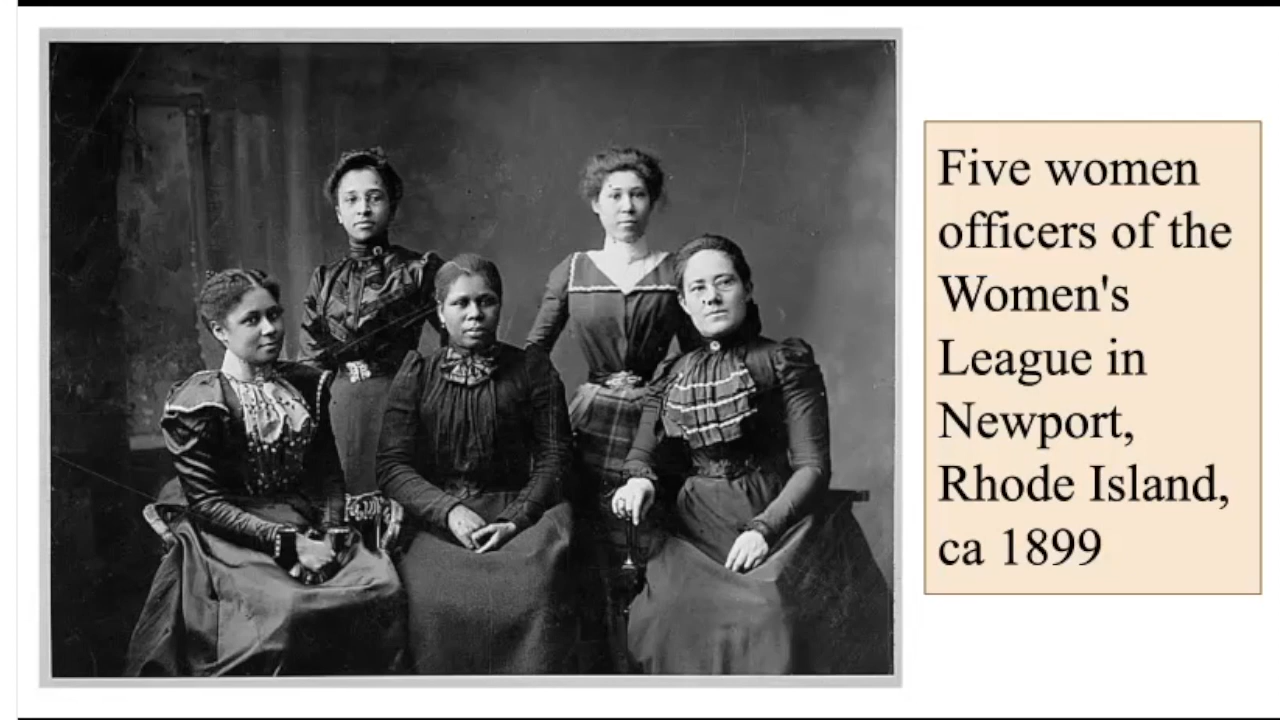 Five women
officers of the
Women's
League in
Newport,
Rhode Island,
ca 1899